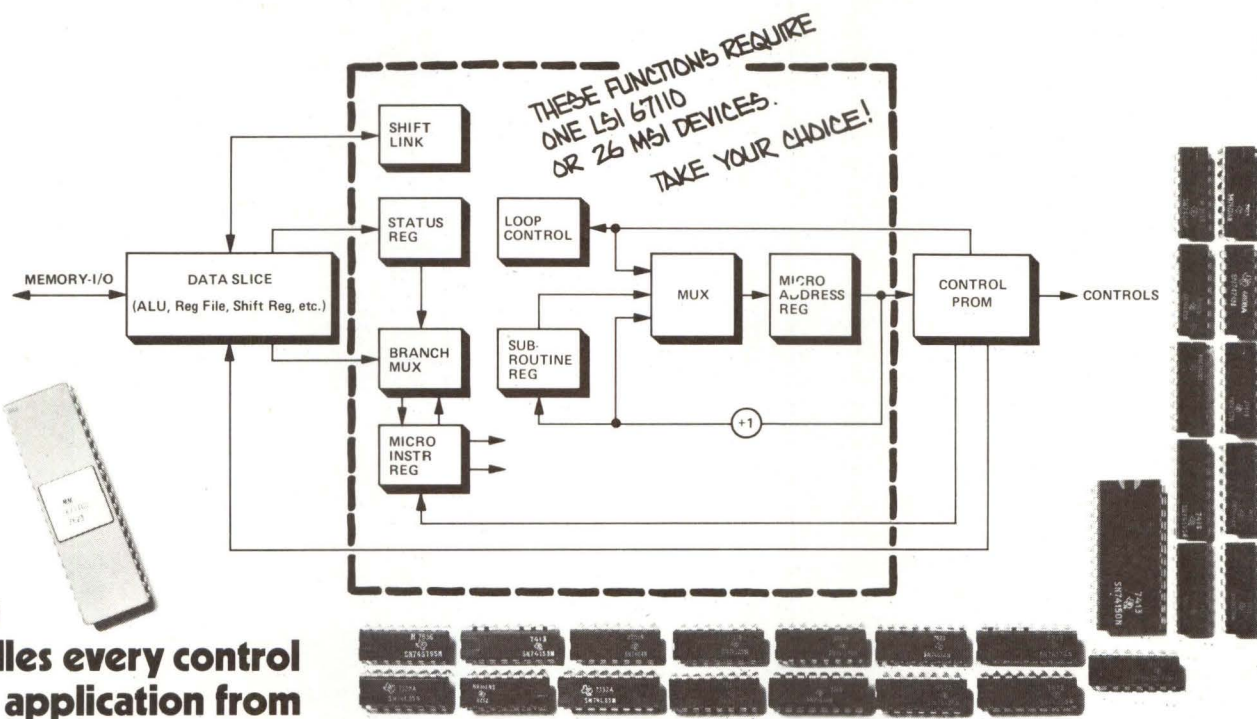 THESE FUNCTIONS REQUIRE
ONE LSI 67110
OR 26 MSI DEVICES.
TAKE YOUR CHOICE!
SHIFT
LINK
STATUS
REG
LOOP
CONTROL
MEMORY-I/O
DATA SLICE
(ALU, Reg File, Shift Reg, etc.)
MUX
MICRO
ADDRESS
REG
CONTROL
PROM
CONTROLS
BRANCH
MUX
SUB-
ROUTINE
REG
+1
MICRO
INSTR
REG
7413
SN74150N
lles every control
application from